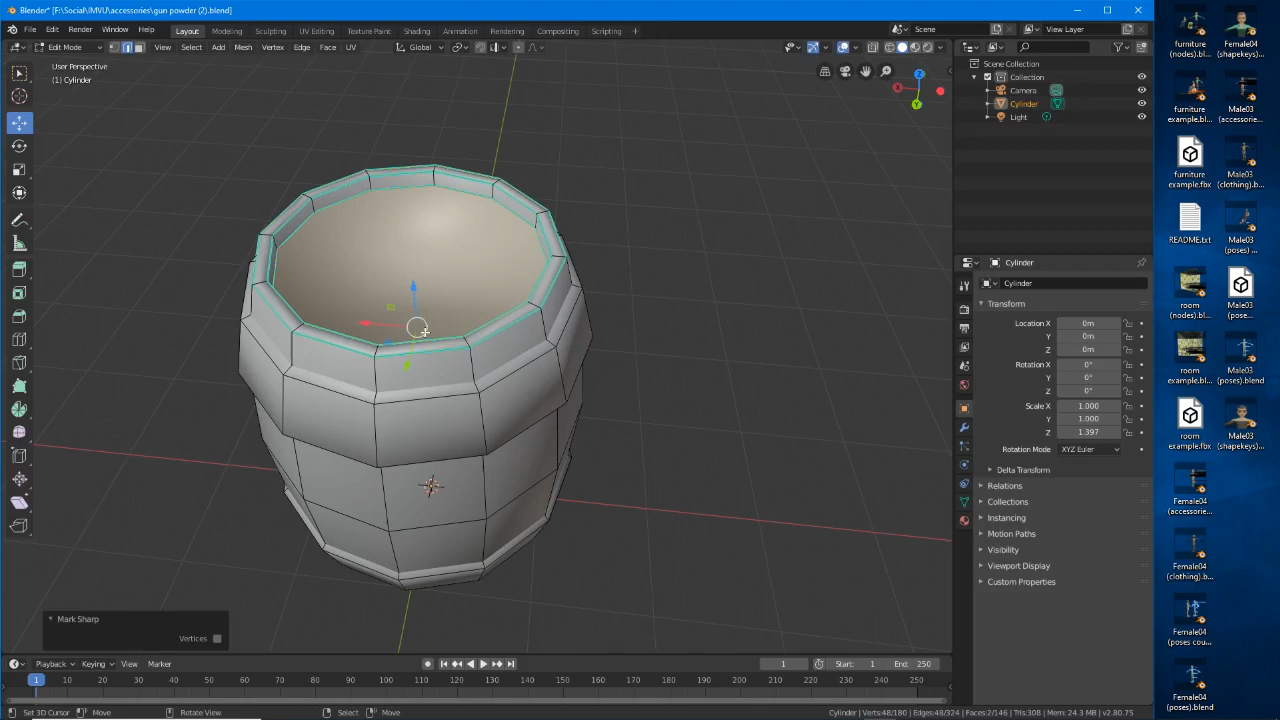 Blender* [F:\Social\IMVU\accessories\gun powder (2).blend]
File Edit Render Window Help Layout Modeling Sculpting UV Editing Texture Paint Shading Animation Rendering Compositing Scripting + Scene View Layer
Edit Mode View Select Add Mesh Vertex Edge Face UV Global
User Perspective
(1) Cylinder
Z
X
Y
Scene Collection
Collection
Camera
Cylinder
Light
Cylinder
Cylinder
Transform
Location X 0m
Y 0m
Z 0m
Rotation X 0°
Y 0°
Z 0°
Scale X 1.000
Y 1.000
Z 1.397
Rotation Mode XYZ Euler
Delta Transform
Relations
Collections
Instancing
Motion Paths
Visibility
Viewport Display
Custom Properties
Mark Sharp
Vertices
Playback Keying View Marker 1 Start: 1 End: 250
1 10 20 30 40 50 60 70 80 90 100 110 120 130 140 150 160 170 180 190 200 210 220 230 240 250
Set 3D Cursor Move Rotate View Select Move Cylinder | Verts:48/180 | Edges:48/324 | Faces:2/146 | Tris:308 | Mem: 24.3 MB | v2.80.75
furniture
(nodes).bl...
Female04
(shapekeys)
furniture
example.bl...
Male03
(accessorie...
furniture
example.fbx
Male03
(clothing).b...
README.txt
Male03
(poses) ...
room
(nodes).bl...
Male03
(pose...
room
example.bl...
Male03
(poses).blend
room
example.fbx
Male03
(shapekeys)
Female04
(accessorie...
Female04
(clothing).b...
Female04
(poses cou...
Female04
(poses).blend